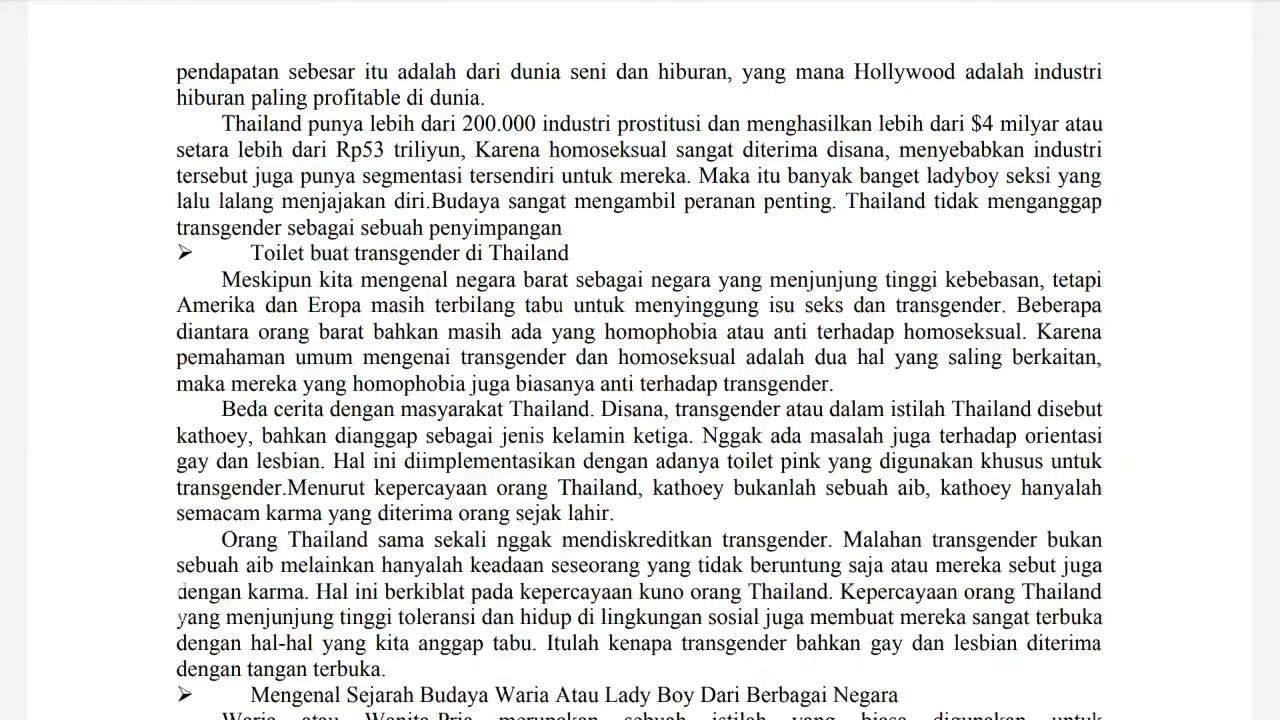 pendapatan sebesar itu adalah dari dunia seni dan hiburan, yang mana Hollywood adalah industri
hiburan paling profitable di dunia.
Thailand punya lebih dari 200.000 industri prostitusi dan menghasilkan lebih dari $4 milyar atau
setara lebih dari Rp53 triliyun, Karena homoseksual sangat diterima disana, menyebabkan industri
tersebut juga punya segmentasi tersendiri untuk mereka. Maka itu banyak banget ladyboy seksi yang
lalu lalang menjajakan diri.Budaya sangat mengambil peranan penting. Thailand tidak menganggap
transgender sebagai sebuah penyimpangan
➢ Toilet buat transgender di Thailand
Meskipun kita mengenal negara barat sebagai negara yang menjunjung tinggi kebebasan, tetapi
Amerika dan Eropa masih terbilang tabu untuk menyinggung isu seks dan transgender. Beberapa
diantara orang barat bahkan masih ada yang homophobia atau anti terhadap homoseksual. Karena
pemahaman umum mengenai transgender dan homoseksual adalah dua hal yang saling berkaitan,
maka mereka yang homophobia juga biasanya anti terhadap transgender.
Beda cerita dengan masyarakat Thailand. Disana, transgender atau dalam istilah Thailand disebut
kathoey, bahkan dianggap sebagai jenis kelamin ketiga. Nggak ada masalah juga terhadap orientasi
gay dan lesbian. Hal ini diimplementasikan dengan adanya toilet pink yang digunakan khusus untuk
transgender.Menurut kepercayaan orang Thailand, kathoey bukanlah sebuah aib, kathoey hanyalah
semacam karma yang diterima orang sejak lahir.
Orang Thailand sama sekali nggak mendiskreditkan transgender. Malahan transgender bukan
sebuah aib melainkan hanyalah keadaan seseorang yang tidak beruntung saja atau mereka sebut juga
dengan karma. Hal ini berkiblat pada kepercayaan kuno orang Thailand. Kepercayaan orang Thailand
yang menjunjung tinggi toleransi dan hidup di lingkungan sosial juga membuat mereka sangat terbuka
dengan hal-hal yang kita anggap tabu. Itulah kenapa transgender bahkan gay dan lesbian diterima
dengan tangan terbuka.
➢ Mengenal Sejarah Budaya Waria Atau Lady Boy Dari Berbagai Negara
Waria atau Wanita-Pria merupakan sebuah istilah yang biasa digunakan untuk